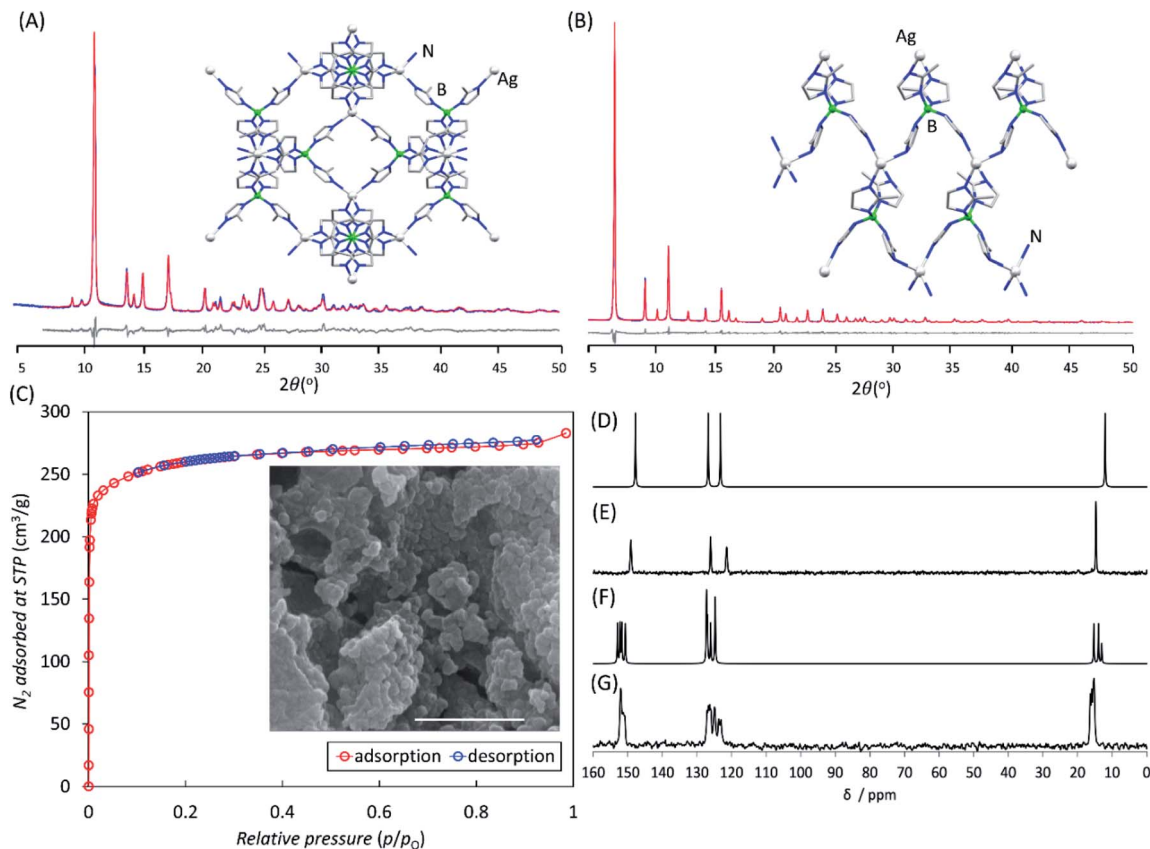 (A)
N
B
Ag
5 10 15 20 25 30 35 40 45 50
2θ(°)
(B)
Ag
B
N
5 10 15 20 25 30 35 40 45 50
2θ(°)
(C)
300
250
200
150
100
50
0
N₂ adsorbed at STP (cm³/g)
adsorption desorption
0 0.2 0.4 0.6 0.8 1
Relative pressure (p/p₀)
(D)
(E)
(F)
(G)
160 150 140 130 120 110 100 90 80 70 60 50 40 30 20 10 0
δ / ppm